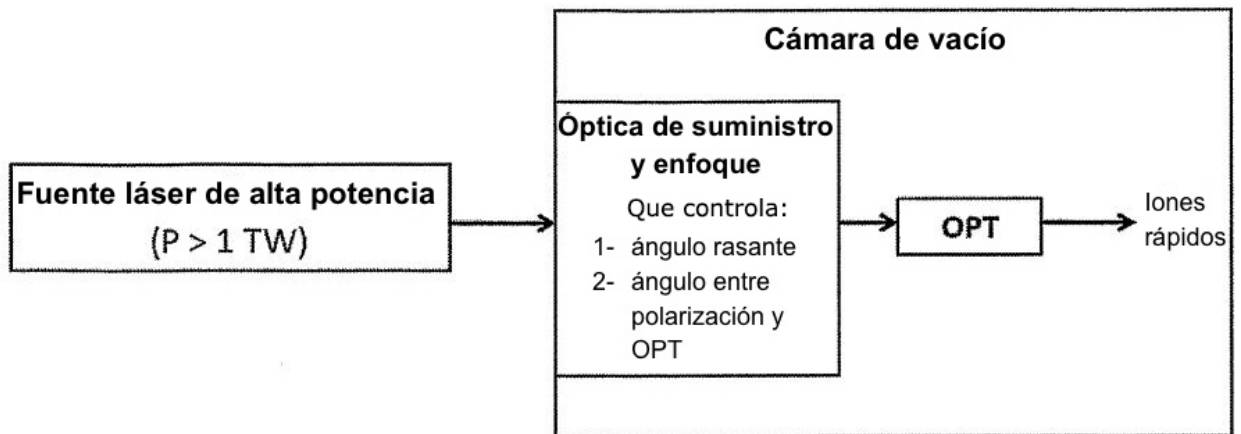 Cámara de vacío
Óptica de suministro
y enfoque
Que controla:
1- ángulo rasante
2- ángulo entre
polarización y
OPT
Fuente láser de alta potencia
(P > 1 TW)
OPT
Iones
rápidos